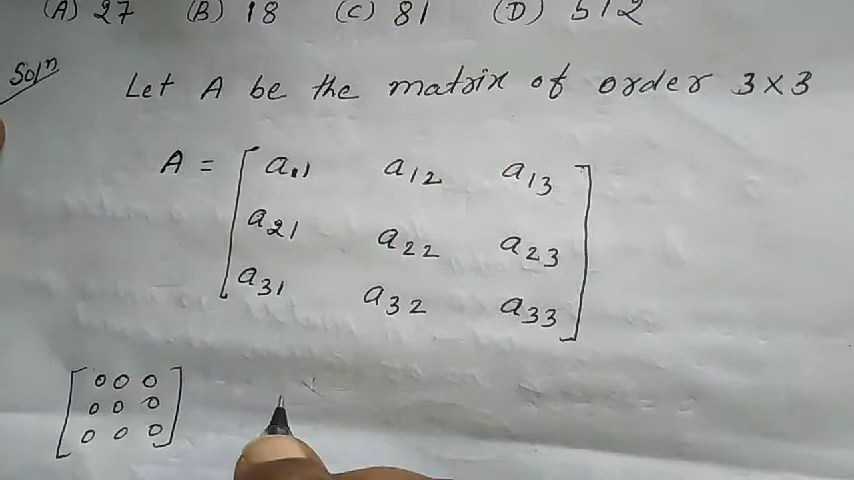 (A) 27 (B) 18 (C) 81 (D) 512
Solⁿ Let A be the matrix of order 3×3
A = [ a₁₁ a₁₂ a₁₃
a₂₁ a₂₂ a₂₃
a₃₁ a₃₂ a₃₃ ]
[ 0 0 0
0 0 0
0 0 0 ]